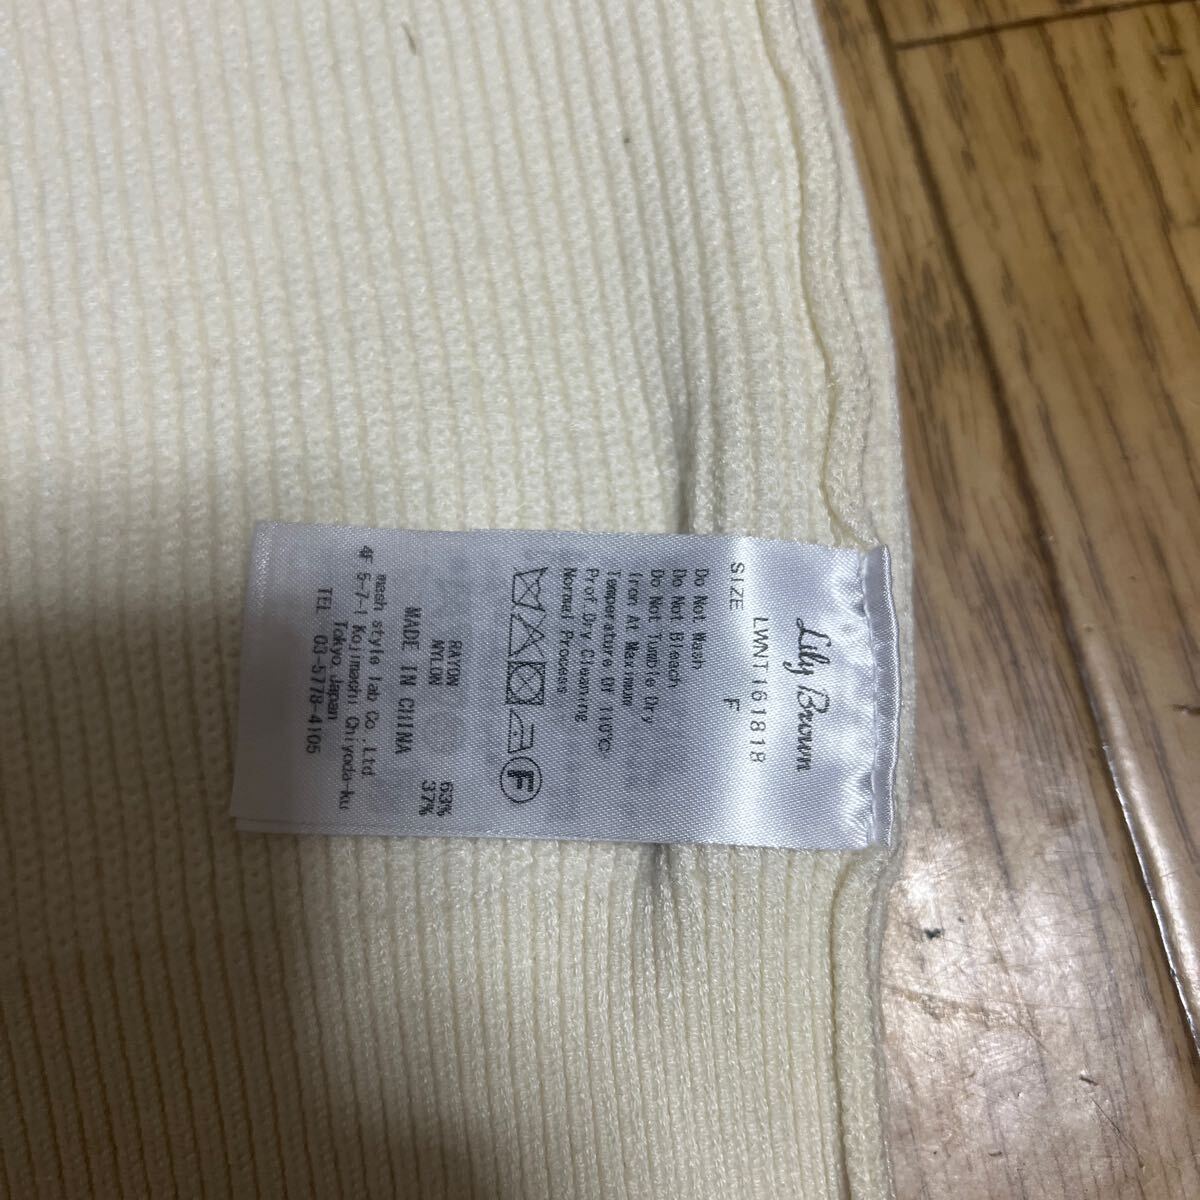 Lily Brown
LWNT161818
SIZE F
Do Not Wash
Do Not Bleach
Do Not Tumble Dry
Iron At Maximum
Temperature Of 110℃
Prof.Dry Cleaning
Normal Process
F
RAYON 63%
NYLON 37%
MADE IN CHINA
mash style lab Co.,Ltd
4F 5-7-1 Kojimachi Chiyoda-ku
Tokyo Japan
TEL 03-5778-4105